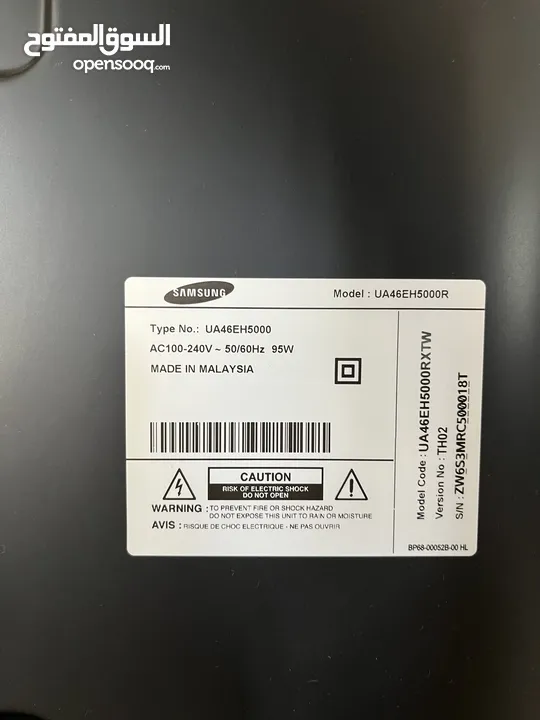 السوق المفتوح
opensooq.com
SAMSUNG
Model : UA46EH5000R
Type No.: UA46EH5000
AC100-240V ~ 50/60Hz 95W
MADE IN MALAYSIA
CAUTION
RISK OF ELECTRIC SHOCK
DO NOT OPEN
WARNING : TO PREVENT FIRE OR SHOCK HAZARD
DO NOT EXPOSE THIS UNIT TO RAIN OR MOISTURE
AVIS : RISQUE DE CHOC ELECTRIQUE - NE PAS OUVRIR
Model Code : UA46EH5000RXTW
Version No : TH02
S/N : ZW6S3MRC500018T
BP68-00052B-00 HL